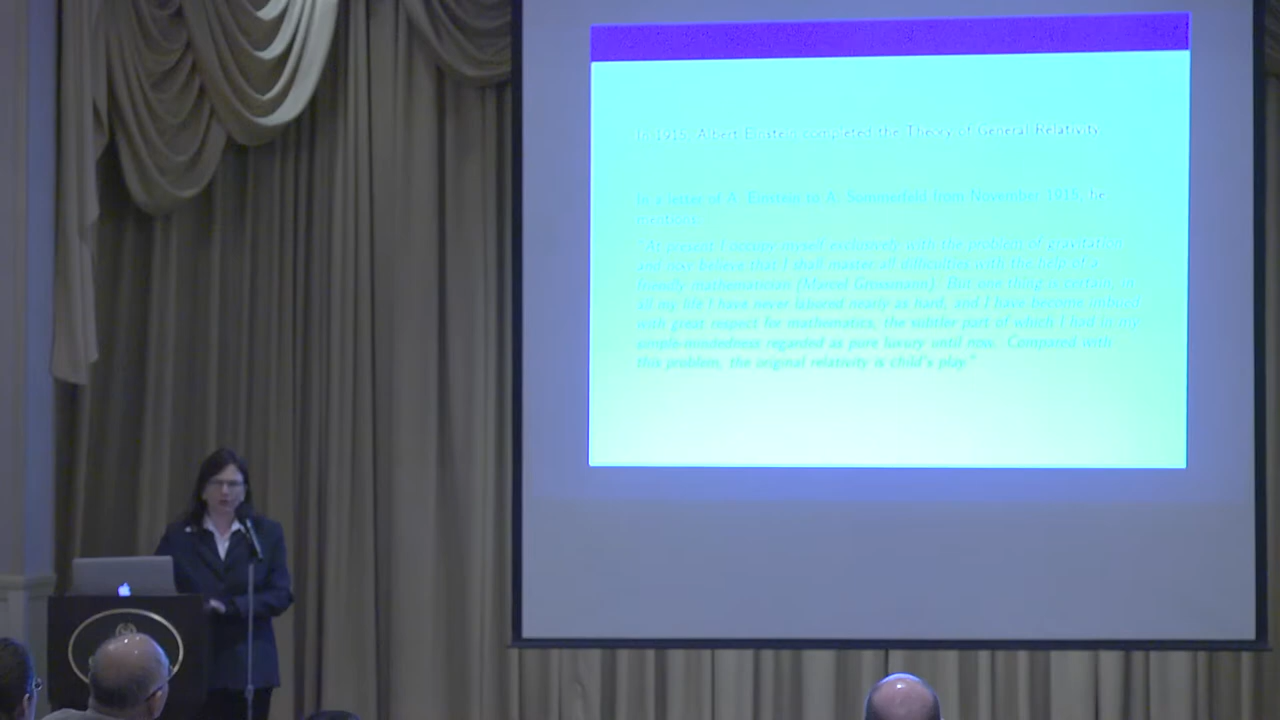 In 1915, Albert Einstein completed the Theory of General Relativity.
In a letter of A. Einstein to A. Sommerfeld from November 1915, he
mentions:
"At present I occupy myself exclusively with the problem of gravitation
and now believe that I shall master all difficulties with the help of a
friendly mathematician (Marcel Grossmann). But one thing is certain, in
all my life I have never labored nearly as hard, and I have become imbued
with great respect for mathematics, the subtler part of which I had in my
simple-mindedness regarded as pure luxury until now. Compared with
this problem, the original relativity is child's play."